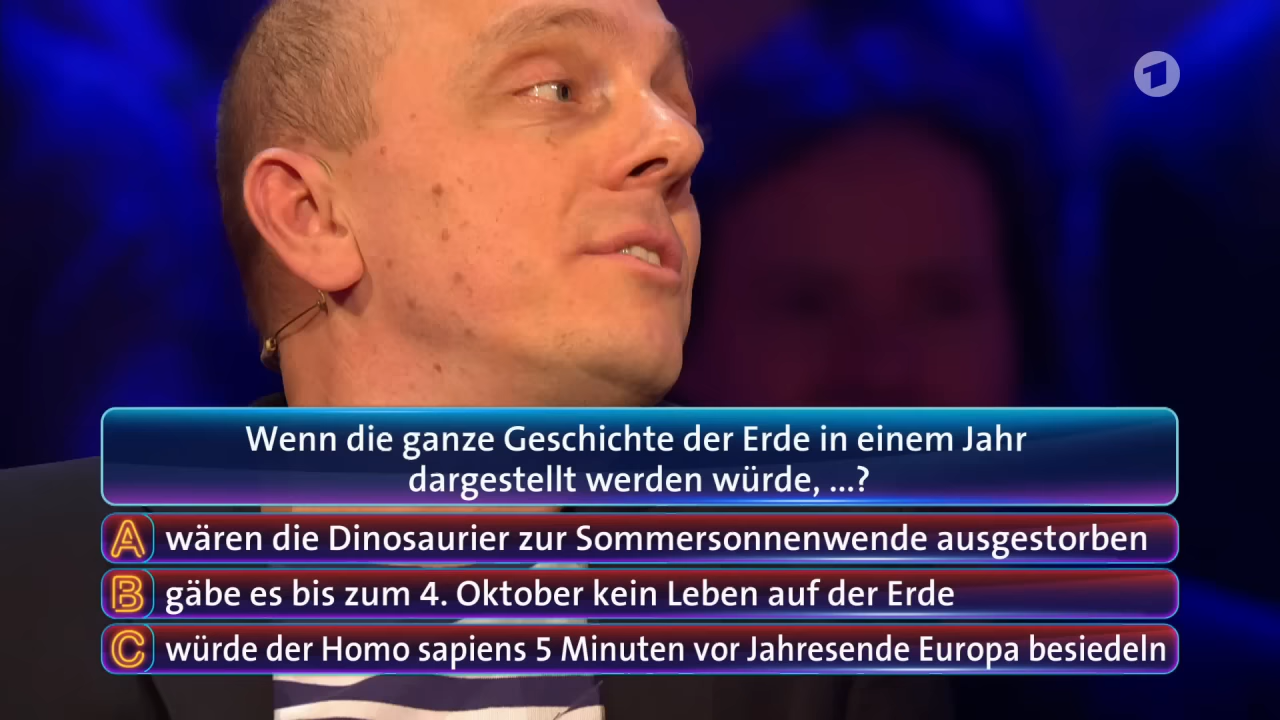 1
Wenn die ganze Geschichte der Erde in einem Jahr
dargestellt werden würde, ...?
A wären die Dinosaurier zur Sommersonnenwende ausgestorben
B gäbe es bis zum 4. Oktober kein Leben auf der Erde
C würde der Homo sapiens 5 Minuten vor Jahresende Europa besiedeln